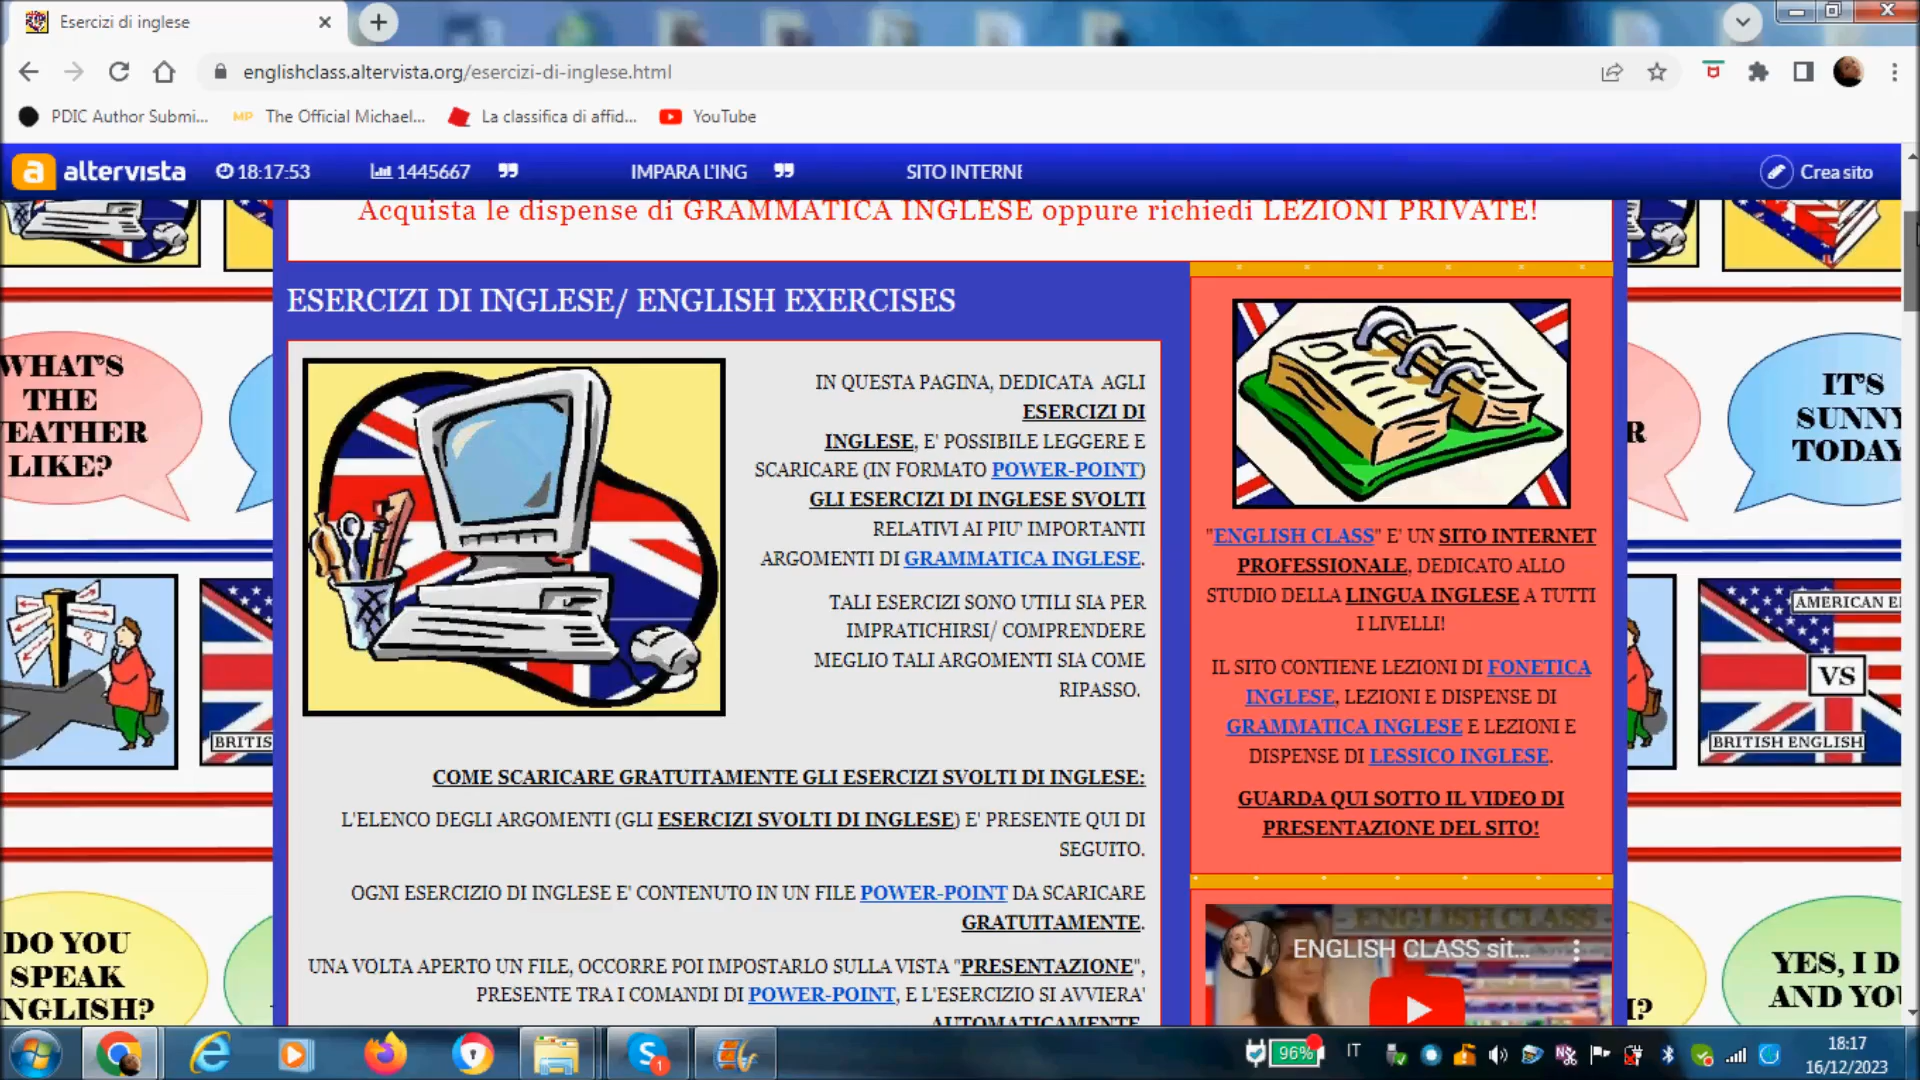 Esercizi di inglese
englishclass.altervista.org/esercizi-di-inglese.html
PDIC Author Submi...
MP The Official Michael...
La classifica di affid...
YouTube
a altervista
18:17:53
1445667
IMPARA L'ING
SITO INTERNE
Crea sito
Acquista le dispense di GRAMMATICA INGLESE oppure richiedi LEZIONI PRIVATE!
ESERCIZI DI INGLESE/ ENGLISH EXERCISES
IN QUESTA PAGINA, DEDICATA AGLI
ESERCIZI DI
INGLESE, E' POSSIBILE LEGGERE E
SCARICARE (IN FORMATO POWER-POINT)
GLI ESERCIZI DI INGLESE SVOLTI
RELATIVI AI PIU' IMPORTANTI
ARGOMENTI DI GRAMMATICA INGLESE.
TALI ESERCIZI SONO UTILI SIA PER
IMPRATICHIRSI/ COMPRENDERE
MEGLIO TALI ARGOMENTI SIA COME
RIPASSO.
COME SCARICARE GRATUITAMENTE GLI ESERCIZI SVOLTI DI INGLESE:
L'ELENCO DEGLI ARGOMENTI (GLI ESERCIZI SVOLTI DI INGLESE) E' PRESENTE QUI DI
SEGUITO.
OGNI ESERCIZIO DI INGLESE E' CONTENUTO IN UN FILE POWER-POINT DA SCARICARE
GRATUITAMENTE.
UNA VOLTA APERTO UN FILE, OCCORRE POI IMPOSTARLO SULLA VISTA "PRESENTAZIONE",
PRESENTE TRA I COMANDI DI POWER-POINT, E L'ESERCIZIO SI AVVIERA'
AUTOMATICAMENTE.
"ENGLISH CLASS" E' UN SITO INTERNET
PROFESSIONALE, DEDICATO ALLO
STUDIO DELLA LINGUA INGLESE A TUTTI
I LIVELLI!
IL SITO CONTIENE LEZIONI DI FONETICA
INGLESE, LEZIONI E DISPENSE DI
GRAMMATICA INGLESE E LEZIONI E
DISPENSE DI LESSICO INGLESE.
GUARDA QUI SOTTO IL VIDEO DI
PRESENTAZIONE DEL SITO!
- ENGLISH CLASS -
ENGLISH CLASS sit...
WHAT'S
THE
EATHER
LIKE?
BRITIS
DO YOU
SPEAK
NGLISH?
R
IT'S
SUNNY
TODAY
AMERICAN E
VS
BRITISH ENGLISH
I?
YES, I D
AND YOU
96%
IT
18:17
16/12/2023